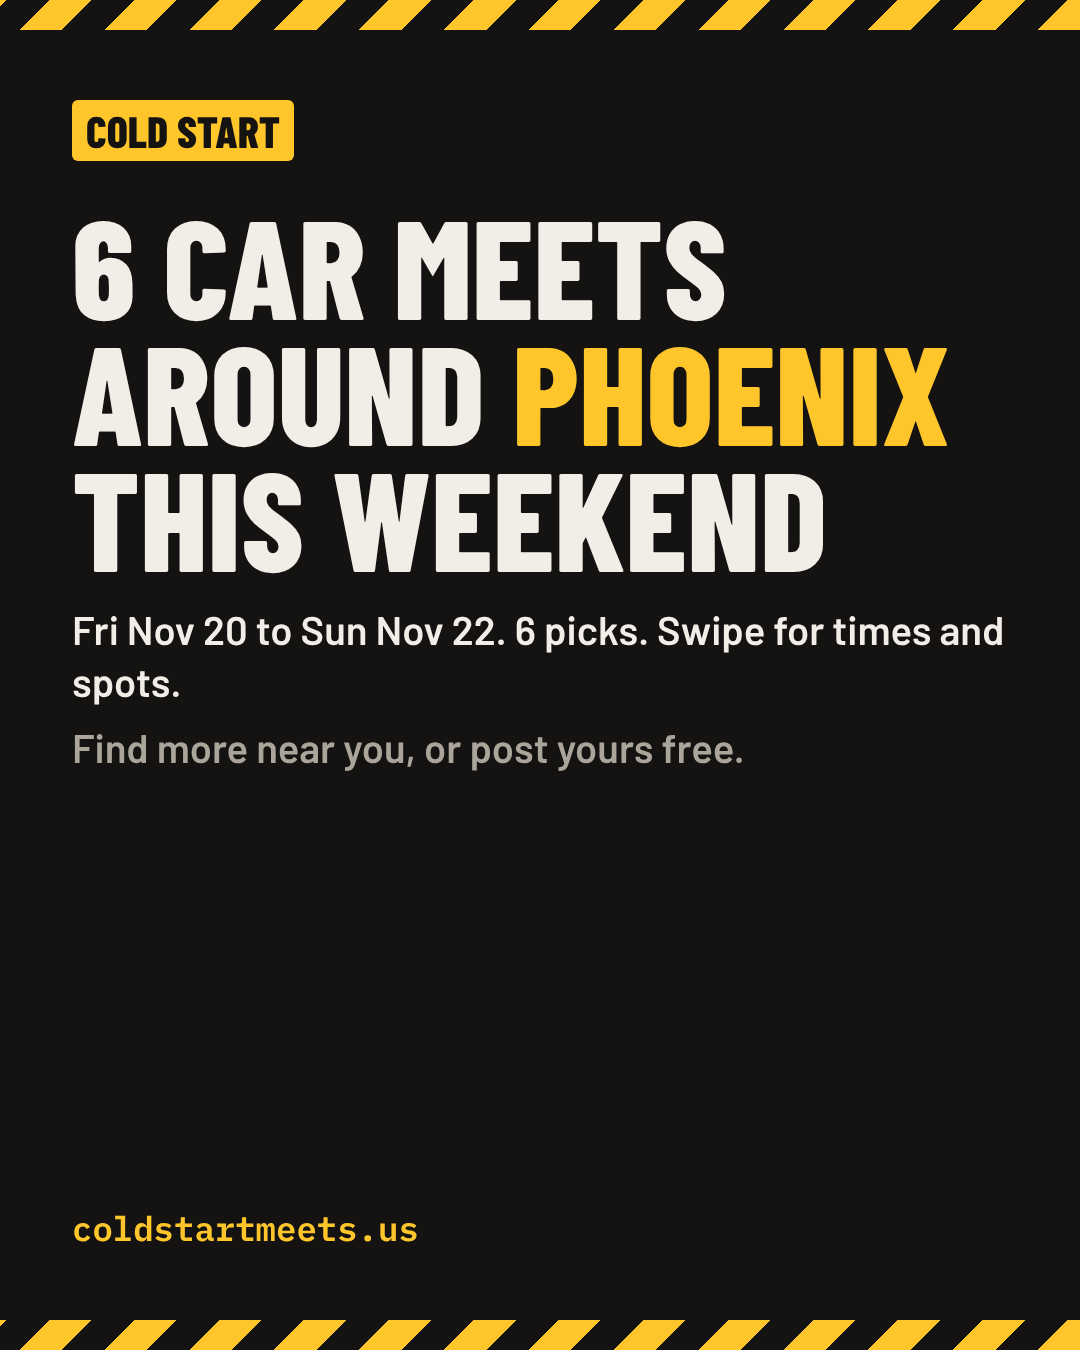 COLD START
6 CAR MEETS
AROUND PHOENIX
THIS WEEKEND
Fri Nov 20 to Sun Nov 22. 6 picks. Swipe for times and
spots.
Find more near you, or post yours free.
coldstartmeets.us